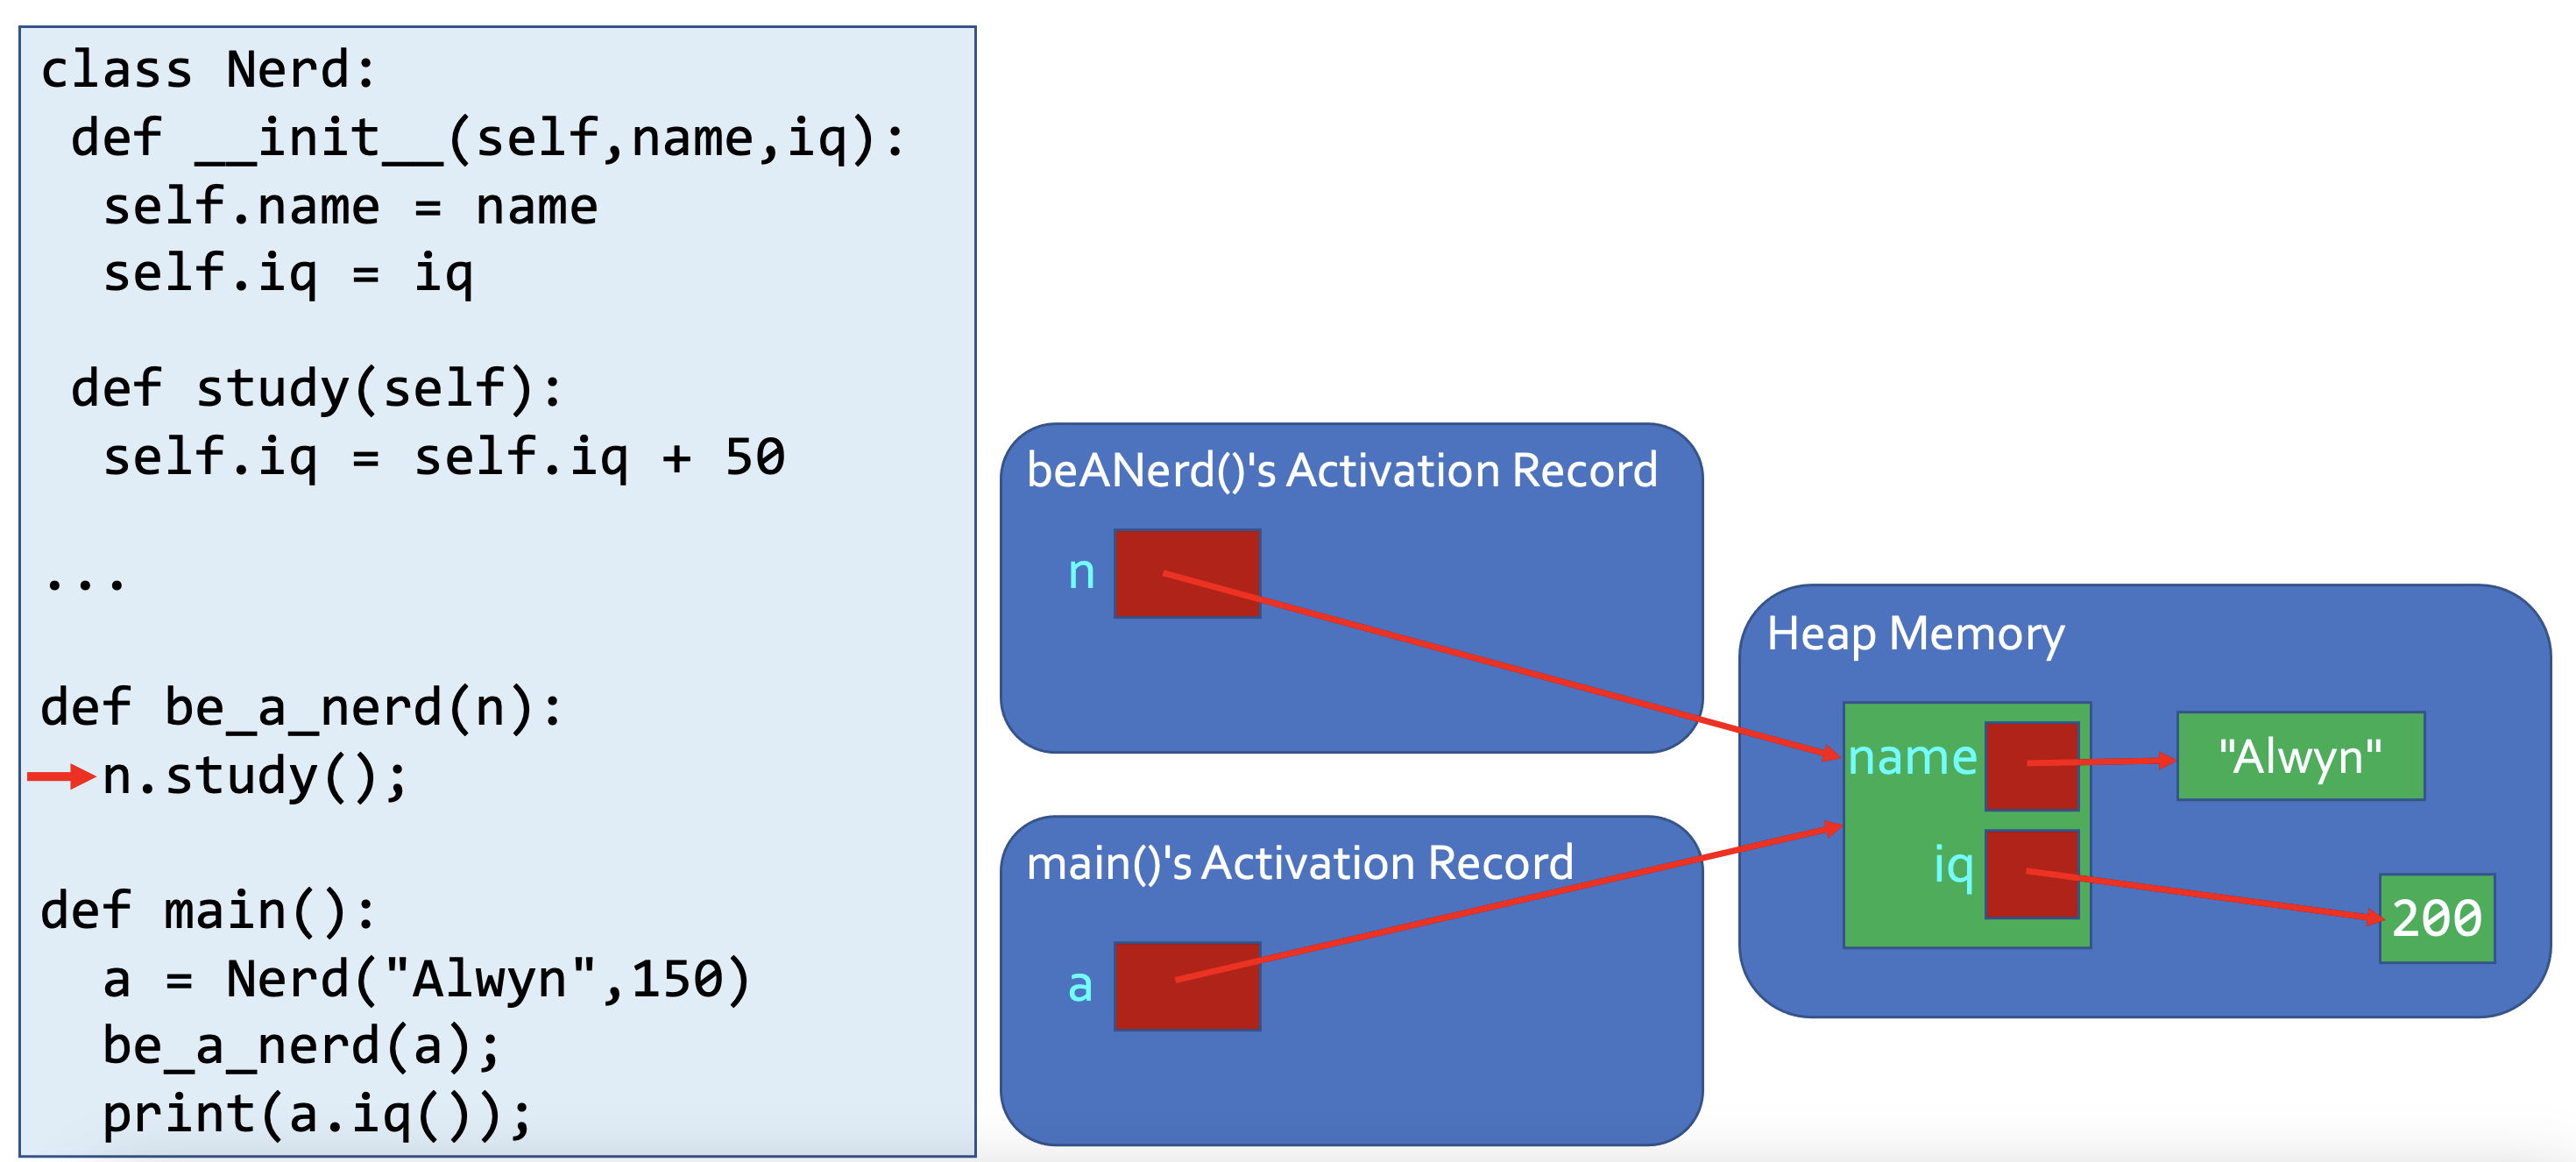 class Nerd:
 def __init__(self,name,iq):
  self.name = name
  self.iq = iq
 def study(self):
  self.iq = self.iq + 50
...
def be_a_nerd(n):
  n.study();
def main():
  a = Nerd("Alwyn",150)
  be_a_nerd(a);
  print(a.iq());
beANerd()'s Activation Record
n
main()'s Activation Record
a
Heap Memory
name
"Alwyn"
iq
200